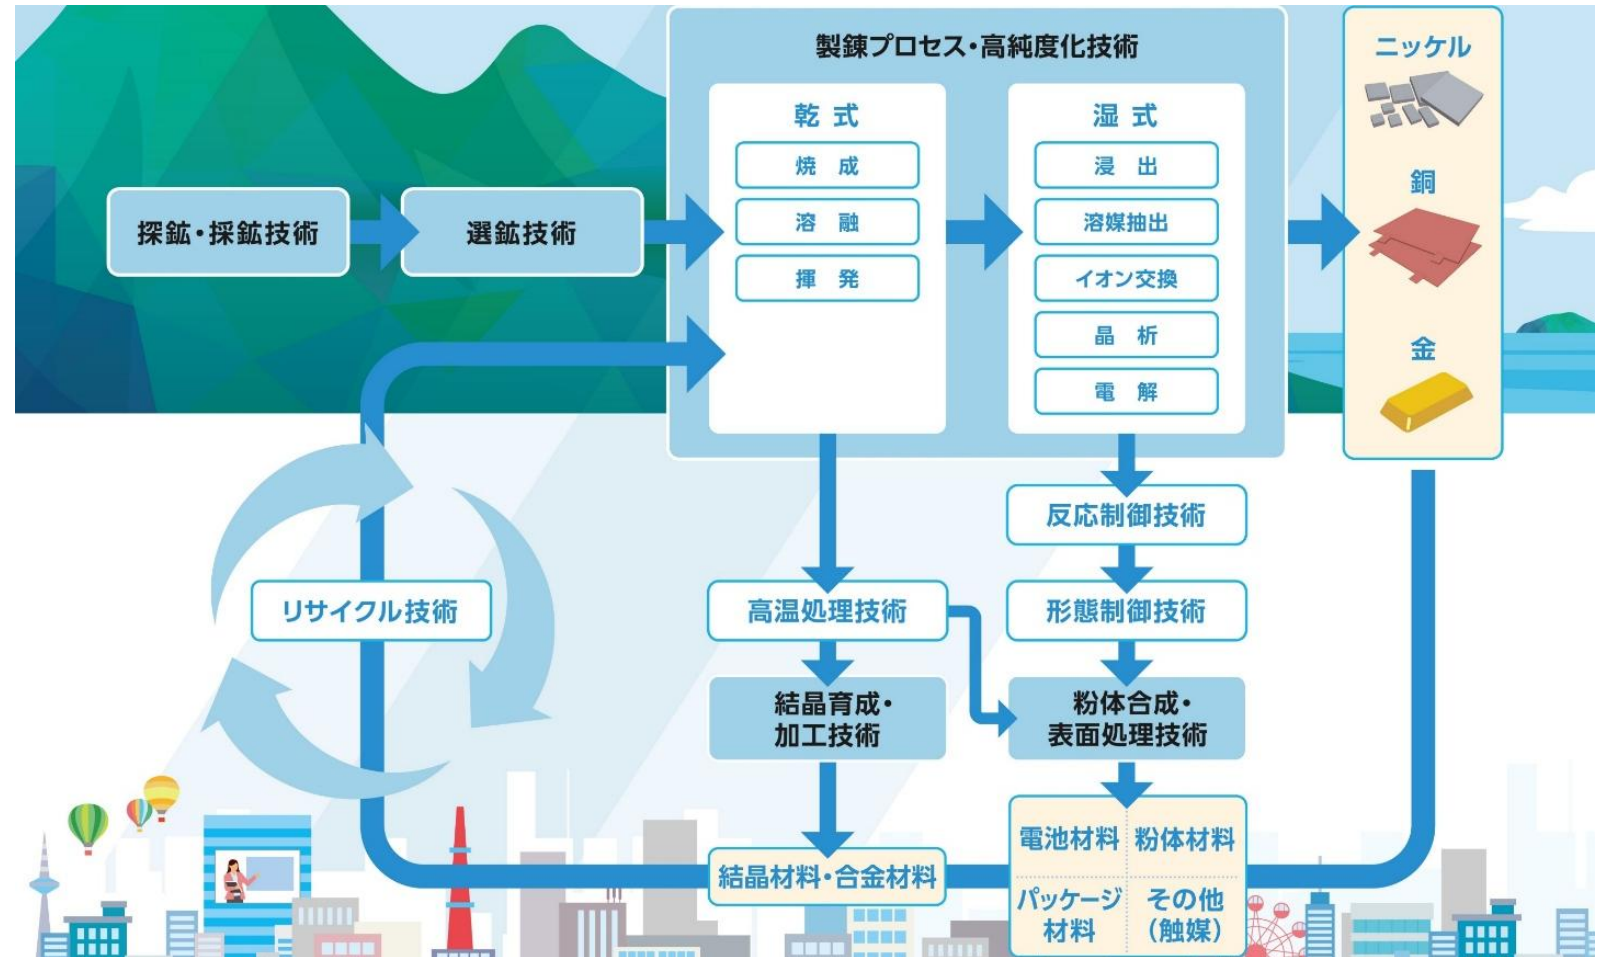 製錬プロセス・高純度化技術
乾 式
焼 成
溶 融
揮 発
湿 式
浸 出
溶媒抽出
イオン交換
晶 析
電 解
ニッケル
銅
金
探鉱・採鉱技術
選鉱技術
反応制御技術
リサイクル技術
高温処理技術
形態制御技術
結晶育成・
加工技術
粉体合成・
表面処理技術
結晶材料・合金材料
電池材料
粉体材料
パッケージ
材料
その他
（触媒）